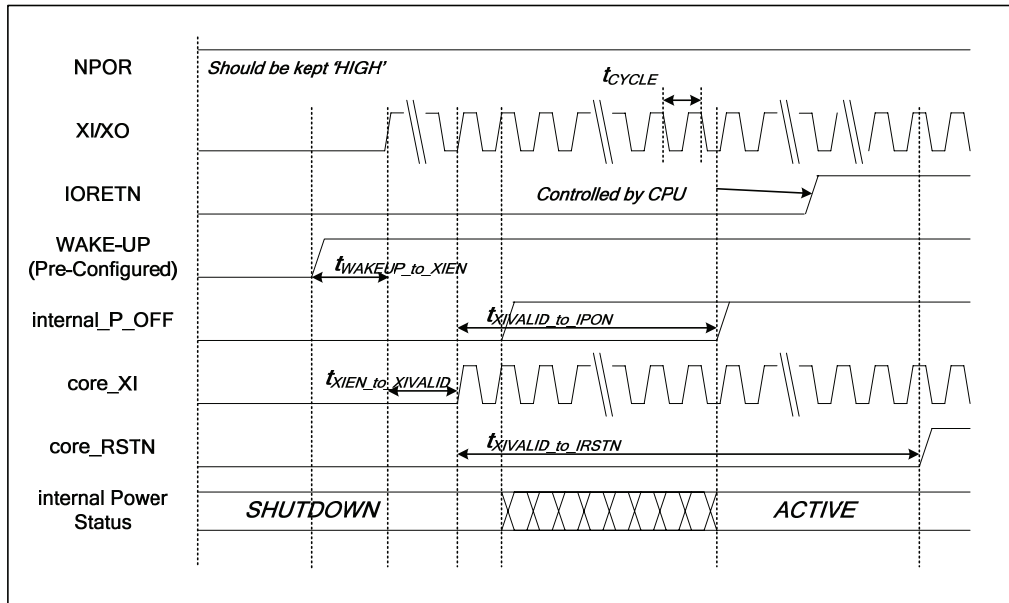 NPOR
Should be kept 'HIGH'
tCYCLE
XI/XO
IORETN
Controlled by CPU
WAKE-UP
(Pre-Configured)
tWAKEUP_to_XIEN
internal_P_OFF
tXIVALID_to_IPON
core_XI
tXIEN_to_XIVALID
core_RSTN
tXIVALID_to_IRSTN
internal Power
Status
SHUTDOWN
ACTIVE